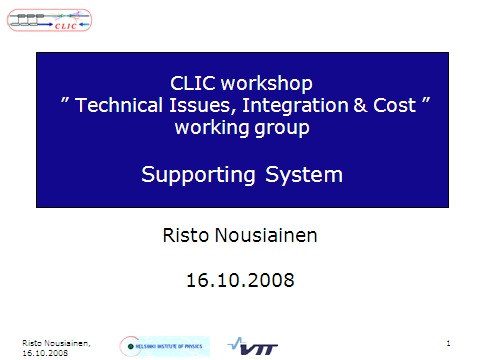 CLIC
CLIC workshop
” Technical Issues, Integration & Cost ”
working group
Supporting System
Risto Nousiainen
16.10.2008
Risto Nousiainen,
16.10.2008
HELSINKI INSTITUTE OF PHYSICS
VTT
1